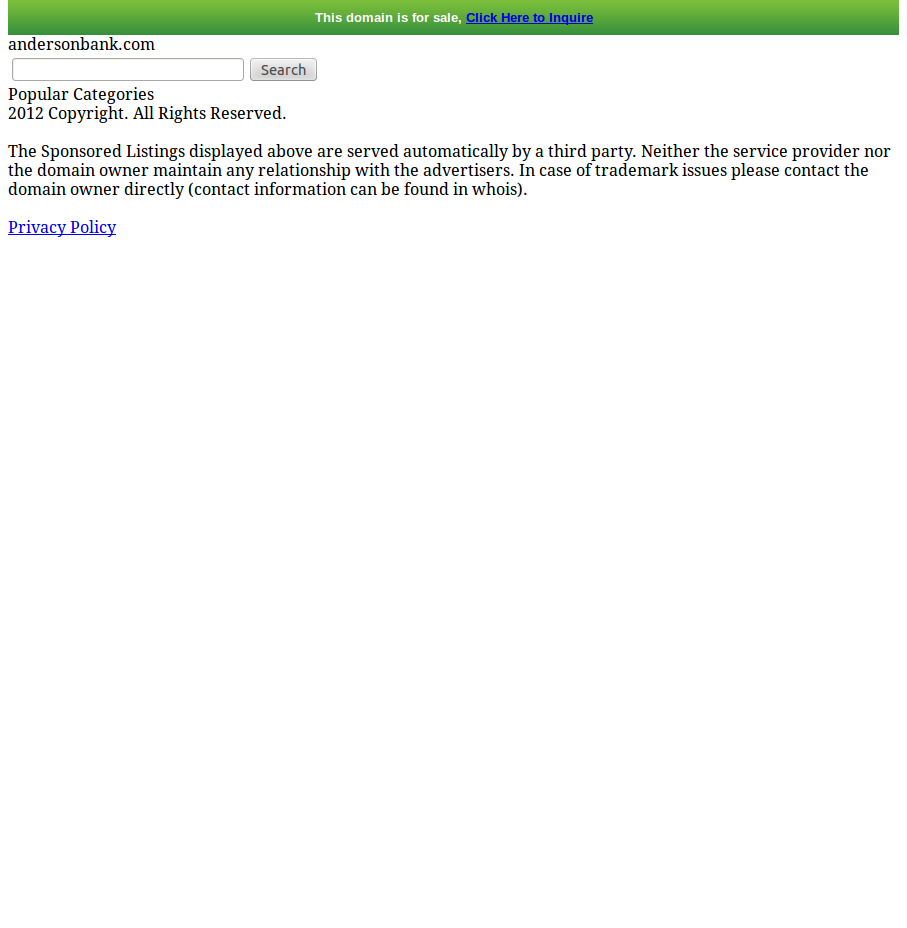 This domain is for sale, Click Here to Inquire
andersonbank.com
Search
Popular Categories
2012 Copyright. All Rights Reserved.
The Sponsored Listings displayed above are served automatically by a third party. Neither the service provider nor
the domain owner maintain any relationship with the advertisers. In case of trademark issues please contact the
domain owner directly (contact information can be found in whois).
Privacy Policy